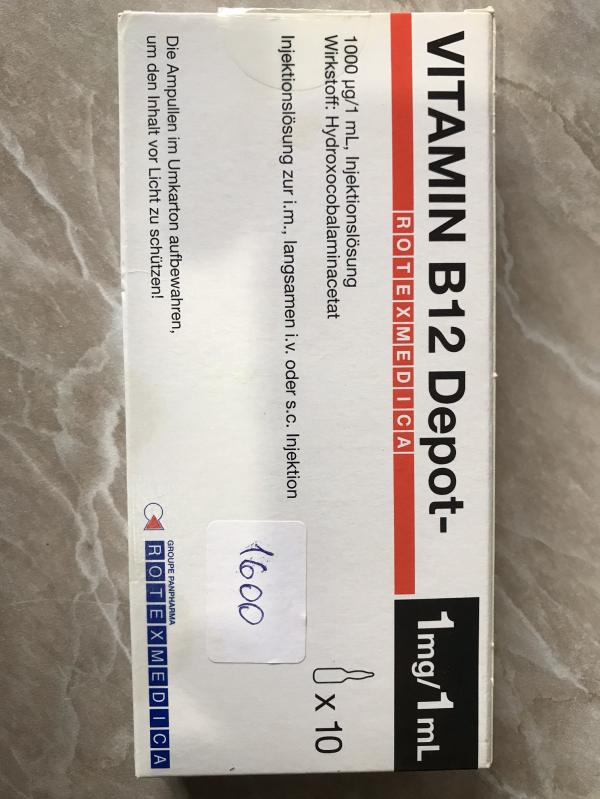 VITAMIN B12 Depot-
ROTEXMEDICA
1mg/1mL
1000 µg/1 mL, Injektionslösung
Wirkstoff: Hydroxocobalaminacetat
Injektionslösung zur i.m., langsamen i.v. oder s.c. Injektion
x 10
1600
Die Ampullen im Umkarton aufbewahren,
um den Inhalt vor Licht zu schützen!
GROUPE PANPHARMA
ROTEXMEDICA